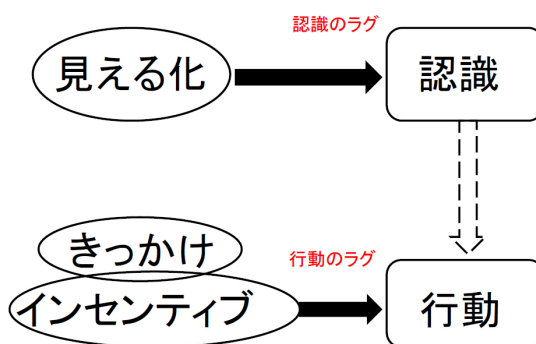 認識のラグ
見える化
認識
きっかけ
行動のラグ
インセンティブ
行動